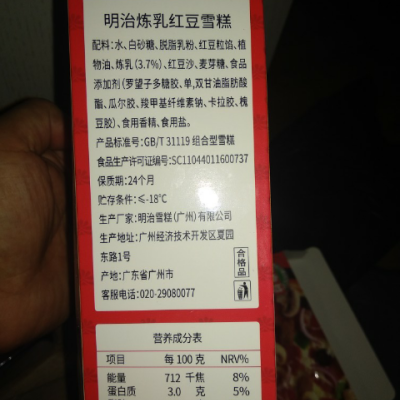 明治炼乳红豆雪糕
配料:水、白砂糖、脱脂乳粉、红豆粒馅、植
物油、炼乳(3.7%)、红豆沙、麦芽糖、食品
添加剂(罗望子多糖胶、单,双甘油脂肪酸
酯、瓜尔胶、羧甲基纤维素钠、卡拉胶、槐
豆胶)、食用香精、食用盐。
产品标准号:GB/T 31119 组合型雪糕
食品生产许可证编号:SC11044011600737
保质期:24个月
贮存条件:≤-18℃
生产厂家:明治雪糕(广州)有限公司
生产地址:广州经济技术开发区夏园
东路1号
产地:广东省广州市
客服电话:020-29080077
合格品
营养成分表
项目 每 100 克 NRV%
能量 712 千焦 8%
蛋白质 3.0 克 5%